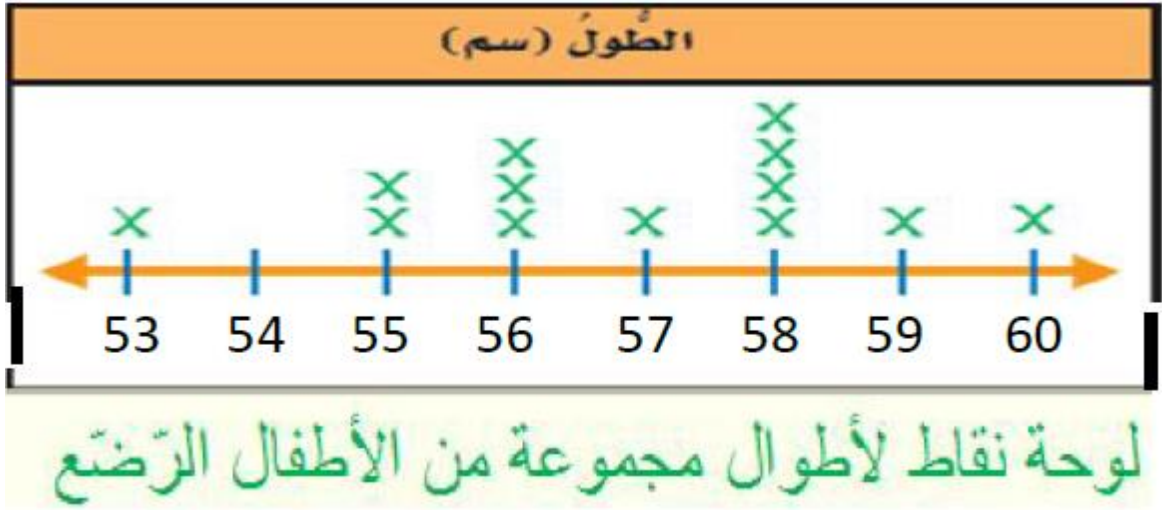 الطُّولُ (سم)
53 54 55 56 57 58 59 60
لوحة نقاط لأطوال مجموعة من الأطفال الرّضّع